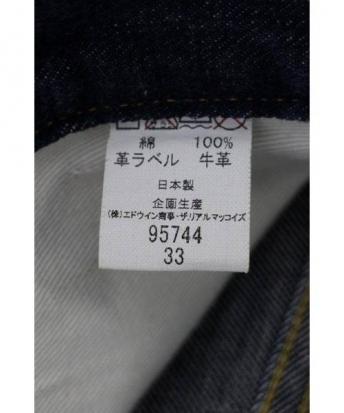 綿 100%
革ラベル 牛革
日本製
企画生産
(株)エドウイン商事・ザ.リアルマッコイズ
95744
33